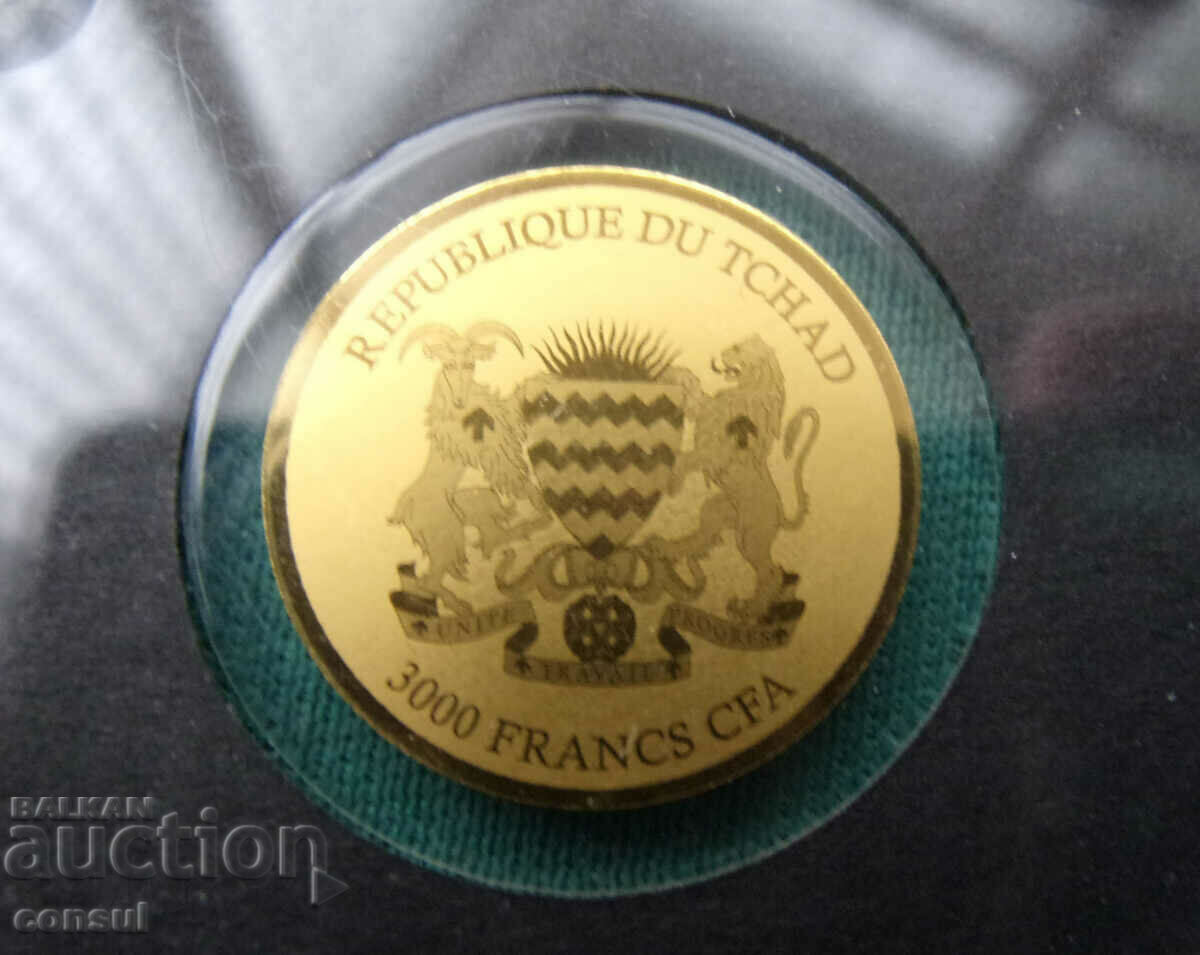 REPUBLIQUE DU TCHAD
UNITE
PROGRES
TRAVAIL
3000 FRANCS CFA
BALKAN
auction
consul